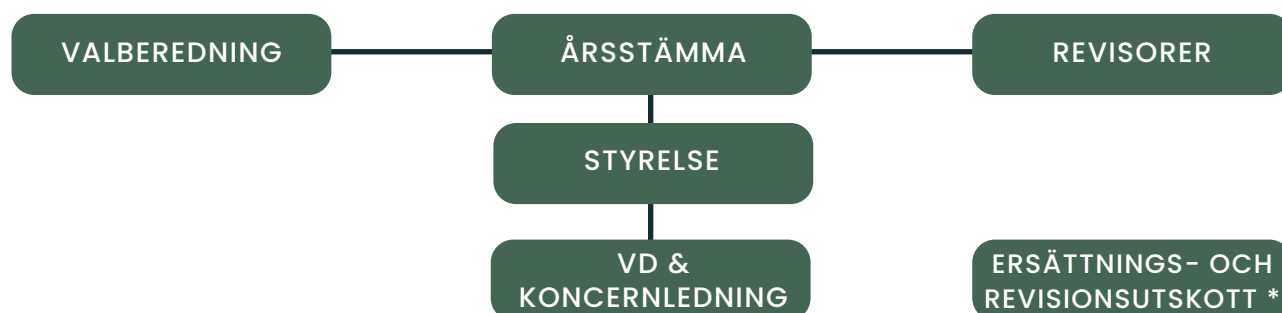 VALBEREDNING
ÅRSSTÄMMA
REVISORER
STYRELSE
VD &
KONCERNLEDNING
ERSÄTTNINGS- OCH
REVISIONSUTSKOTT *